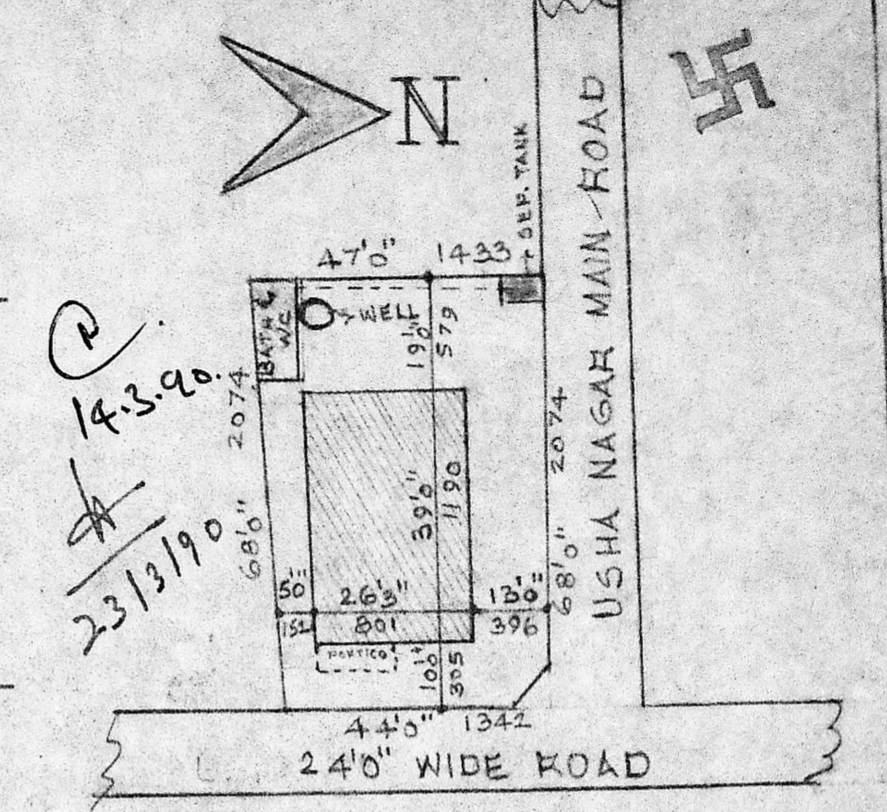 N
SEP. TANK
USHA NAGAR MAIN ROAD
47'0" 1433
BATH & WC
WELL
19'0" 579
14.3.90.
2074
68'0"
2074
68'0"
39'0" 1190
23/3/90
5'0" 26'3" 13'0"
152 801 396
PORTICO
10'0" 305
44'0" 1342
24'0" WIDE ROAD